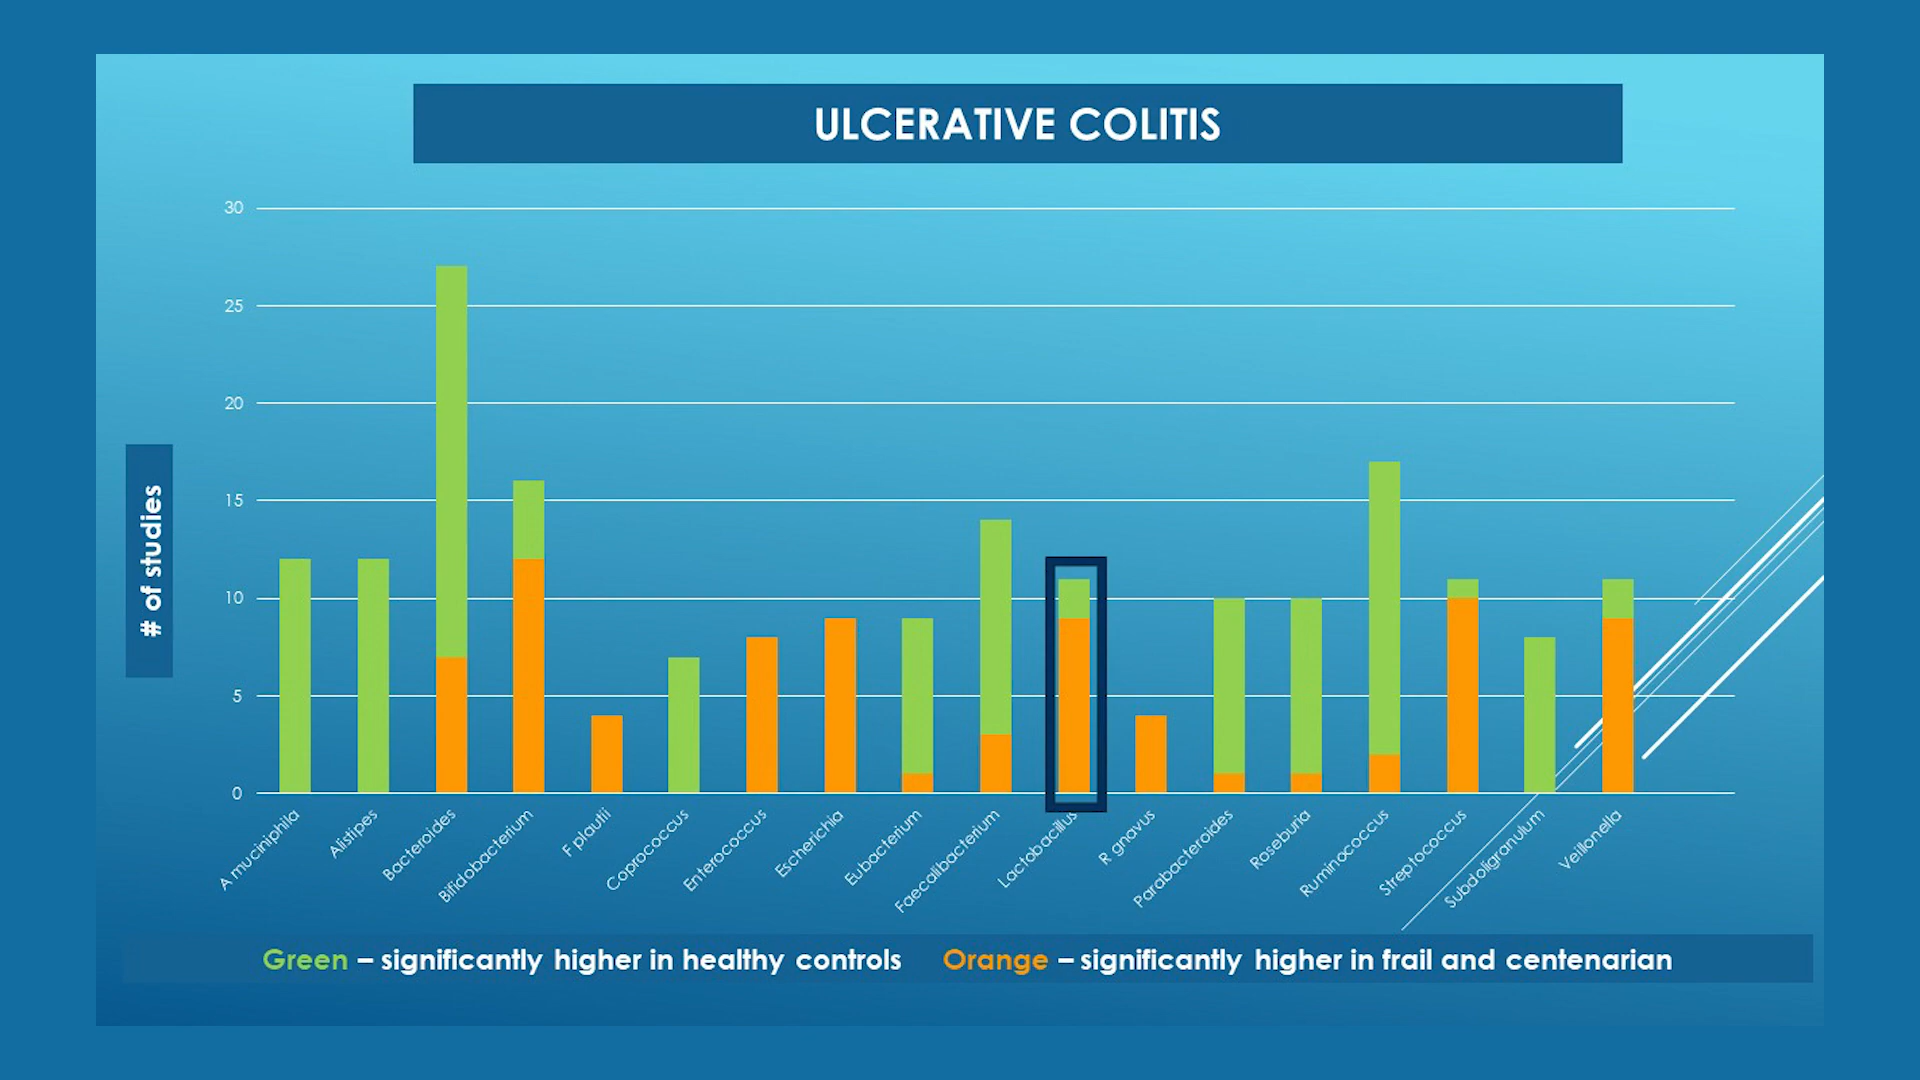 ULCERATIVE COLITIS
30
25
20
15
10
5
0
# of studies
A muciniphila
Alistipes
Bacteroides
Bifidobacterium
F plautii
Coprococcus
Enterococcus
Escherichia
Eubacterium
Faecalibacterium
Lactobacillus
R gnavus
Parabacteroides
Roseburia
Ruminococcus
Streptococcus
Subdoligranulum
Veillonella
Green – significantly higher in healthy controls Orange – significantly higher in frail and centenarian